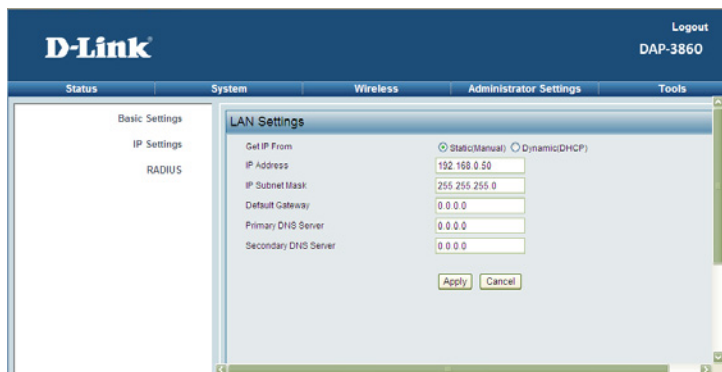 Logout
D-Link
DAP-3860
Status System Wireless Administrator Settings Tools
Basic Settings
IP Settings
RADIUS
LAN Settings
Get IP From Static(Manual) Dynamic(DHCP)
IP Address 192.168.0.50
IP Subnet Mask 255.255.255.0
Default Gateway 0.0.0.0
Primary DNS Server 0.0.0.0
Secondary DNS Server 0.0.0.0
Apply Cancel